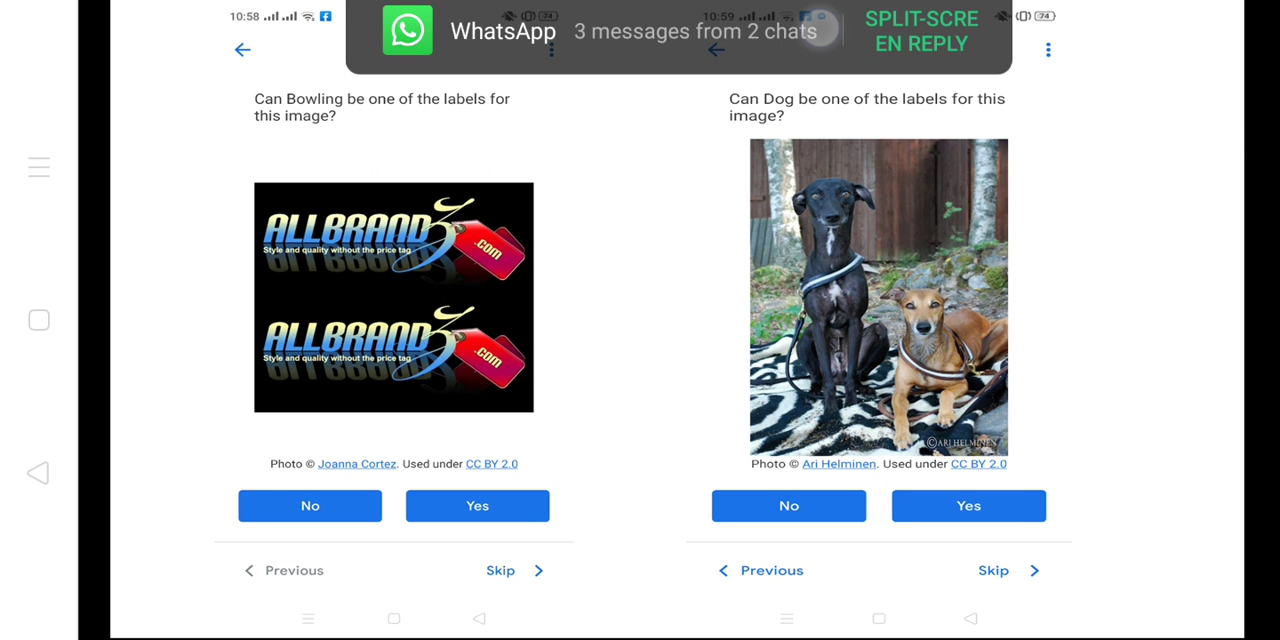 10:58
74
10:59
74
WhatsApp 3 messages from 2 chats
SPLIT-SCRE
EN REPLY
Can Bowling be one of the labels for
this image?
ALLBRANDZ
.COM
Style and quality without the price tag
ALLBRANDZ
.COM
Style and quality without the price tag
Photo © Joanna Cortez. Used under CC BY 2.0
No
Yes
Previous
Skip
Can Dog be one of the labels for this
image?
©ARI HELMINEN
Photo © Ari Helminen. Used under CC BY 2.0
No
Yes
Previous
Skip